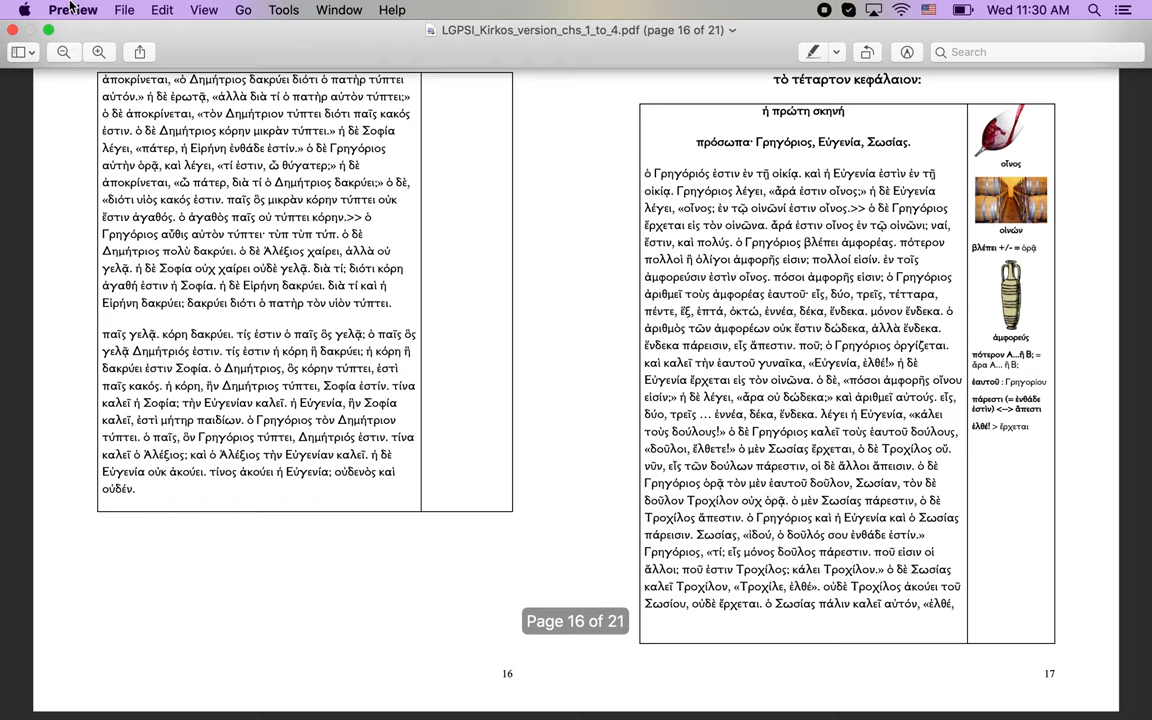 Preview File Edit View Go Tools Window Help
Wed 11:30 AM
LGPSI_Kirkos_version_chs_1_to_4.pdf (page 16 of 21)
Search
ἀποκρίνεται, «ὁ Δημήτριος δακρύει διότι ὁ πατὴρ τύπτει
αὐτόν.» ἡ δὲ ἐρωτᾷ, «ἀλλὰ διὰ τί ὁ πατὴρ αὐτὸν τύπτει;»
ὁ δὲ ἀποκρίνεται, «τὸν Δημήτριον τύπτει διότι παῖς κακός
ἐστιν. ὁ δὲ Δημήτριος κόρην μικρὰν τύπτει.» ἡ δὲ Σοφία
λέγει, «πάτερ, ἡ Εἰρήνη ἐνθάδε ἐστίν.» ὁ δὲ Γρηγόριος
αὐτὴν ὁρᾷ, καὶ λέγει, «τί ἐστιν, ὦ θύγατερ;» ἡ δὲ
ἀποκρίνεται, «ὦ πάτερ, διὰ τί ὁ Δημήτριος δακρύει;» ὁ δὲ,
«διότι υἱὸς κακός ἐστιν. παῖς ὃς μικρὰν κόρην τύπτει οὐκ
ἔστιν ἀγαθός. ὁ ἀγαθὸς παῖς οὐ τύπτει κόρην.>> ὁ
Γρηγόριος αὖθις αὐτὸν τύπτει· τὺπ τὺπ τύπ. ὁ δὲ
Δημήτριος πολὺ δακρύει. ὁ δὲ Ἀλέξιος χαίρει, ἀλλὰ οὐ
γελᾷ. ἡ δὲ Σοφία οὐχ χαίρει οὐδὲ γελᾷ. διὰ τί; διότι κόρη
ἀγαθή ἐστιν ἡ Σοφία. ἡ δὲ Εἰρήνη δακρύει. διὰ τί καὶ ἡ
Εἰρήνη δακρύει; δακρύει διότι ὁ πατὴρ τὸν υἱὸν τύπτει.
παῖς γελᾷ. κόρη δακρύει. τίς ἐστιν ὁ παῖς ὃς γελᾷ; ὁ παῖς ὃς
γελᾷ Δημήτριός ἐστιν. τίς ἐστιν ἡ κόρη ἣ δακρύει; ἡ κόρη ἣ
δακρύει ἐστιν Σοφία. ὁ Δημήτριος, ὃς κόρην τύπτει, ἐστὶ
παῖς κακός. ἡ κόρη, ἣν Δημήτριος τύπτει, Σοφία ἐστίν. τίνα
καλεῖ ἡ Σοφία; τὴν Εὐγενίαν καλεῖ. ἡ Εὐγενία, ἣν Σοφία
καλεῖ, ἐστὶ μήτηρ παιδίων. ὁ Γρηγόριος τὸν Δημήτριον
τύπτει. ὁ παῖς, ὃν Γρηγόριος τύπτει, Δημήτριός ἐστιν. τίνα
καλεῖ ὁ Ἀλέξιος; καὶ ὁ Ἀλέξιος τὴν Εὐγενίαν καλεῖ. ἡ δὲ
Εὐγενία οὐκ ἀκούει. τίνος ἀκούει ἡ Εὐγενία; οὐδενὸς καὶ
οὐδέν.
16
τὸ τέταρτον κεφάλαιον:
ἡ πρώτη σκηνή
πρόσωπα· Γρηγόριος, Εὐγενία, Σωσίας.
ὁ Γρηγόριός ἐστιν ἐν τῇ οἰκίᾳ. καὶ ἡ Εὐγενία ἐστὶν ἐν τῇ
οἰκίᾳ. Γρηγόριος λέγει, «ἆρά ἐστιν οἶνος;» ἡ δὲ Εὐγενία
λέγει, «οἶνος; ἐν τῷ οἰνῶνί ἐστιν οἶνος.>> ὁ δὲ Γρηγόριος
ἔρχεται εἰς τὸν οἰνῶνα. ἆρά ἐστιν οἶνος ἐν τῷ οἰνῶνι; ναί,
ἔστιν, καὶ πολύς. ὁ Γρηγόριος βλέπει ἀμφορέας. πότερον
πολλοὶ ἢ ὀλίγοι ἀμφορῆς εἰσιν; πολλοί εἰσίν. ἐν τοῖς
ἀμφορεύσιν ἐστὶν οἶνος. πόσοι ἀμφορῆς εἰσιν; ὁ Γρηγόριος
ἀριθμεῖ τοὺς ἀμφορέας ἑαυτοῦ· εἷς, δύο, τρεῖς, τέτταρα,
πέντε, ἕξ, ἑπτά, ὀκτώ, ἐννέα, δέκα, ἕνδεκα. μόνον ἕνδεκα. ὁ
ἀριθμὸς τῶν ἀμφορέων οὐκ ἔστιν δώδεκα, ἀλλὰ ἕνδεκα.
ἕνδεκα πάρεισιν, εἷς ἄπεστιν. ποῦ; ὁ Γρηγόριος ὀργίζεται.
καὶ καλεῖ τὴν ἑαυτοῦ γυναῖκα, «Εὐγενία, ἐλθέ!» ἡ δὲ
Εὐγενία ἔρχεται εἰς τὸν οἰνῶνα. ὁ δὲ, «πόσοι ἀμφορῆς οἴνου
εἰσίν;» ἡ δὲ λέγει, «ἆρα οὐ δώδεκα;» καὶ ἀριθμεῖ αὐτούς. εἷς,
δύο, τρεῖς … ἐννέα, δέκα, ἕνδεκα. λέγει ἡ Εὐγενία, «κάλει
τοὺς δούλους!» ὁ δὲ Γρηγόριος καλεῖ τοὺς ἑαυτοῦ δούλους,
«δοῦλοι, ἔλθετε!» ὁ μὲν Σωσίας ἔρχεται, ὁ δὲ Τροχίλος οὔ.
νῦν, εἷς τῶν δούλων πάρεστιν, οἱ δὲ ἄλλοι ἄπεισιν. ὁ δὲ
Γρηγόριος ὁρᾷ τὸν μὲν ἑαυτοῦ δοῦλον, Σωσίαν, τὸν δὲ
δοῦλον Τροχίλον οὐχ ὁρᾷ. ὁ μὲν Σωσίας πάρεστιν, ὁ δὲ
Τροχίλος ἄπεστιν. ὁ Γρηγόριος καὶ ἡ Εὐγενία καὶ ὁ Σωσίας
πάρεισιν. Σωσίας, «ἰδού, ὁ δοῦλός σου ἐνθάδε ἐστίν.»
Γρηγόριος, «τί; εἷς μόνος δοῦλος πάρεστιν. ποῦ εἰσιν οἱ
ἄλλοι; ποῦ ἐστιν Τροχίλος; κάλει Τροχίλον.» ὁ δὲ Σωσίας
καλεῖ Τροχίλον, «Τροχίλε, ἐλθέ». οὐδὲ Τροχίλος ἀκούει τοῦ
Σωσίου, οὐδὲ ἔρχεται. ὁ Σωσίας πάλιν καλεῖ αὐτόν, «ἐλθέ,
οἶνος
οἰνών
βλέπει +/- = ὁρᾷ
ἀμφορεύς
πότερον Α...ἢ Β; =
ἆρα Α... ἢ Β;
ἑαυτοῦ : Γρηγορίου
πάρεστι (= ἐνθάδε
ἐστὶν) <--> ἄπεστι
ἐλθέ! > ἔρχεται
17
Page 16 of 21